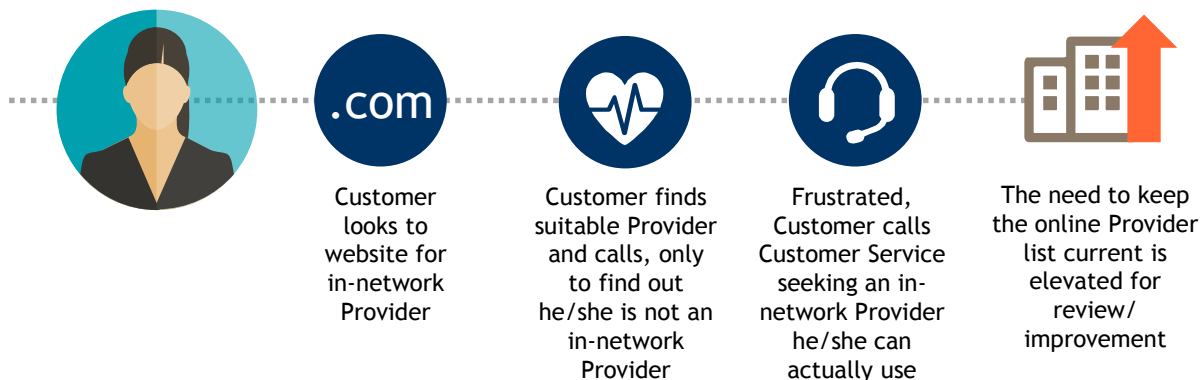 .com
Customer
looks to
website for
in-network
Provider
Customer finds
suitable Provider
and calls, only
to find out
he/she is not an
in-network
Provider
Frustrated,
Customer calls
Customer Service
seeking an in-
network Provider
he/she can
actually use
The need to keep
the online Provider
list current is
elevated for
review/
improvement